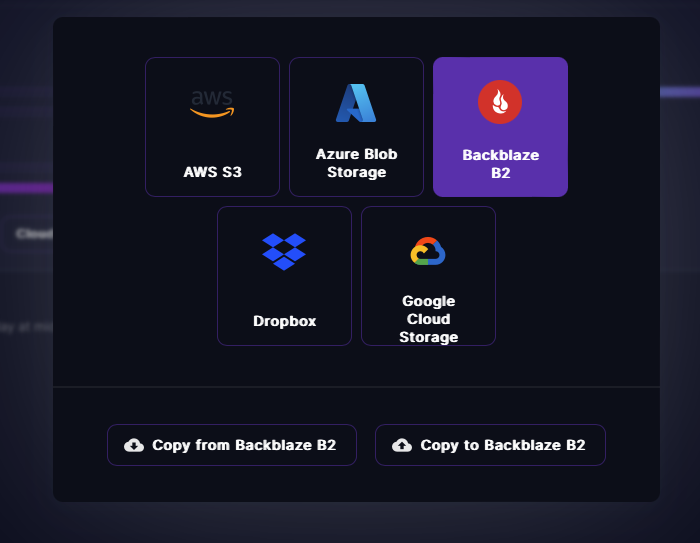 aws
AWS S3
Azure Blob
Storage
Backblaze
B2
Dropbox
Google
Cloud
Storage
Cloud
ay at mi
Copy from Backblaze B2
Copy to Backblaze B2